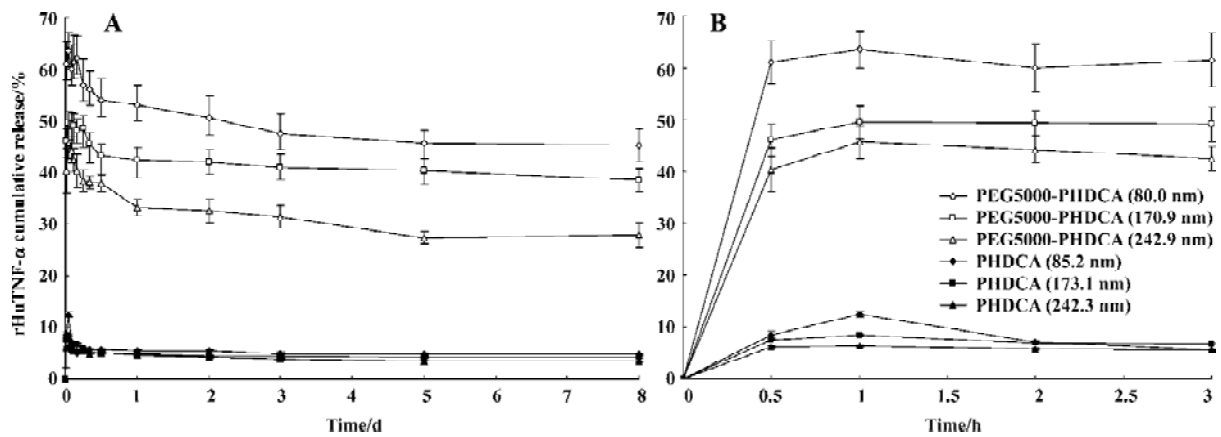 A
rHuTNF-α cumulative release/%
70
60
50
40
30
20
10
0
0 1 2 3 4 5 6 7 8
Time/d
B
70
60
50
40
30
20
10
0
0 0.5 1 1.5 2 2.5 3
Time/h
PEG5000-PHDCA (80.0 nm)
PEG5000-PHDCA (170.9 nm)
PEG5000-PHDCA (242.9 nm)
PHDCA (85.2 nm)
PHDCA (173.1 nm)
PHDCA (242.3 nm)